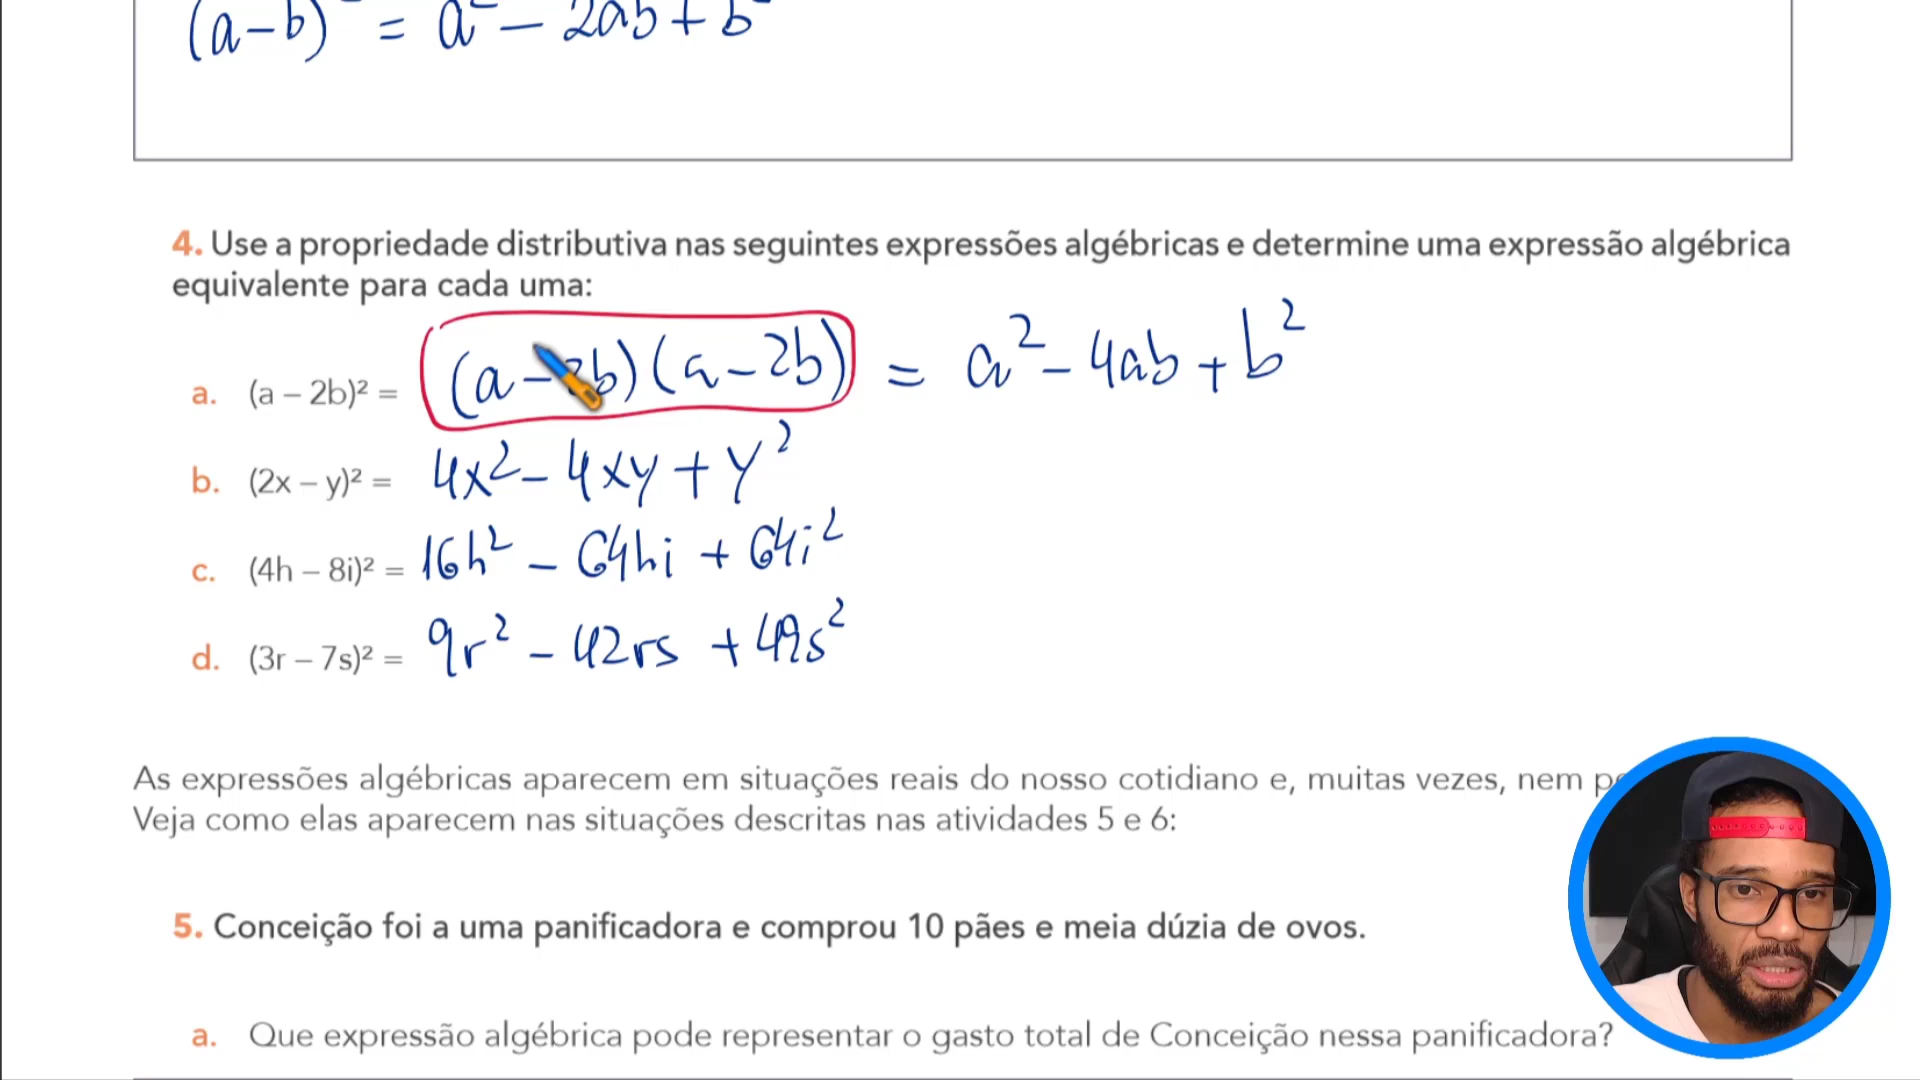 (a-b)² = a² - 2ab + b²
4. Use a propriedade distributiva nas seguintes expressões algébricas e determine uma expressão algébrica
equivalente para cada uma:
a. (a – 2b)² = (a-2b)(a-2b) = a² - 4ab + b²
b. (2x – y)² = 4x² - 4xy + y²
c. (4h – 8i)² = 16h² - 64hi + 64i²
d. (3r – 7s)² = 9r² - 42rs + 49s²
As expressões algébricas aparecem em situações reais do nosso cotidiano e, muitas vezes, nem
Veja como elas aparecem nas situações descritas nas atividades 5 e 6:
5. Conceição foi a uma panificadora e comprou 10 pães e meia dúzia de ovos.
a. Que expressão algébrica pode representar o gasto total de Conceição nessa panificadora?